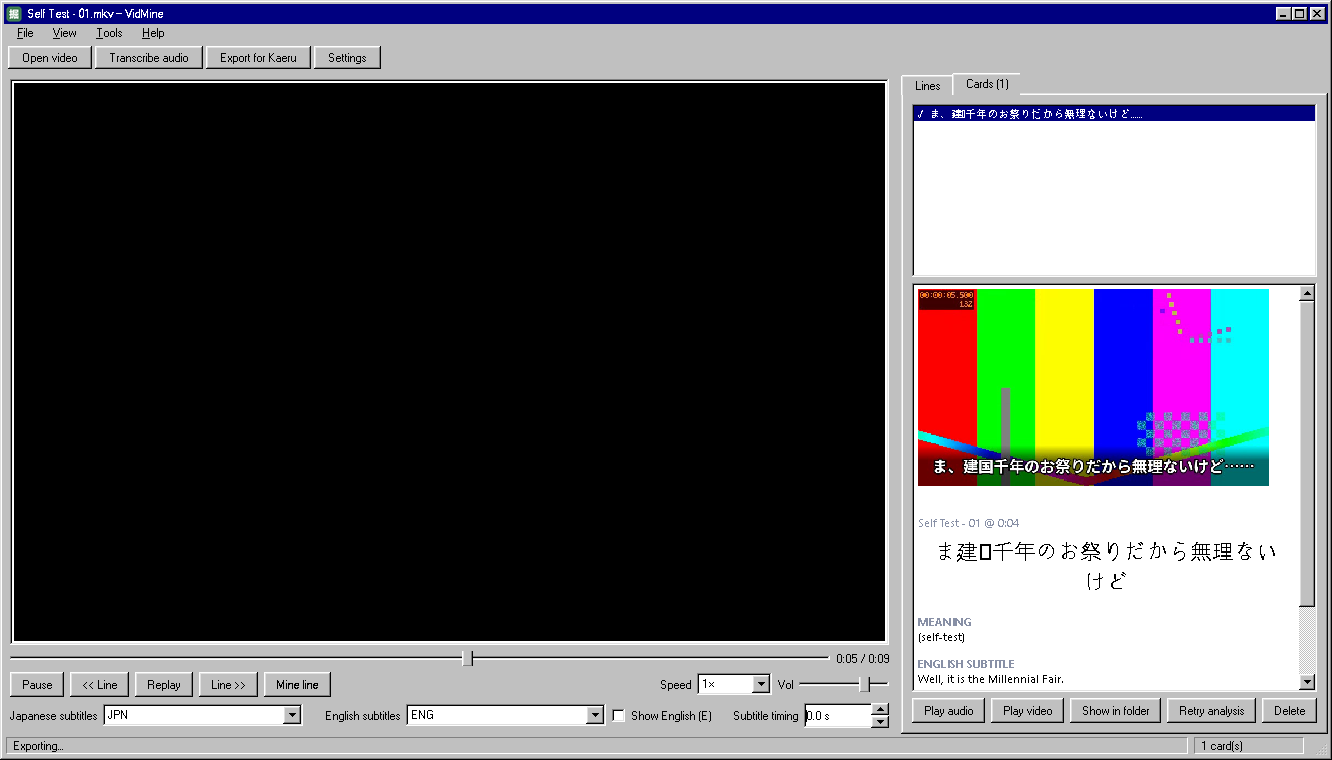 Self Test - 01.mkv – VidMine
File View Tools Help
Open video Transcribe audio Export for Kaeru Settings
Lines Cards (1)
✓ ま、建国千年のお祭りだから無理ないけど……
00:00:05.500
132
ま、建国千年のお祭りだから無理ないけど……
Self Test - 01 @ 0:04
ま建□千年のお祭りだから無理ない
けど
MEANING
(self-test)
ENGLISH SUBTITLE
Well, it is the Millennial Fair.
0:05 / 0:09
Pause << Line Replay Line >> Mine line Speed 1× Vol
Japanese subtitles JPN English subtitles ENG Show English (E) Subtitle timing 0.0 s
Play audio Play video Show in folder Retry analysis Delete
Exporting... 1 card(s)